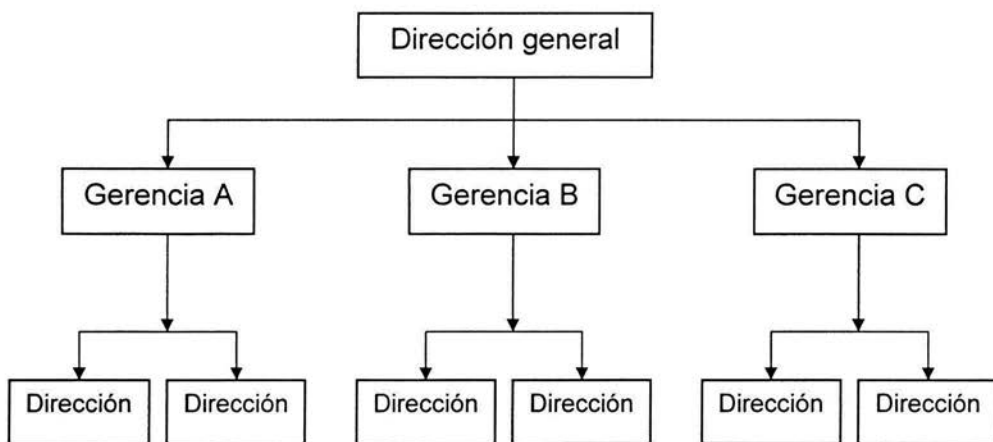 Dirección general
Gerencia A
Gerencia B
Gerencia C
Dirección
Dirección
Dirección
Dirección
Dirección
Dirección